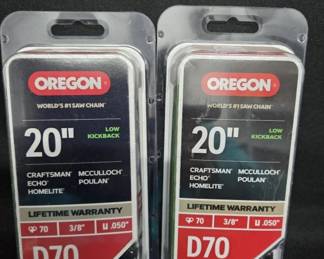 OREGON
WORLD'S #1 SAW CHAIN
20"
LOW
KICKBACK
CRAFTSMAN MCCULLOCH
ECHO POULAN
HOMELITE
LIFETIME WARRANTY
70 3/8" .050"
D70
OREGON
WORLD'S #1 SAW CHAIN
20"
LOW
KICKBACK
CRAFTSMAN MCCULLOCH
ECHO POULAN
HOMELITE
LIFETIME WARRANTY
70 3/8" .050"
D70